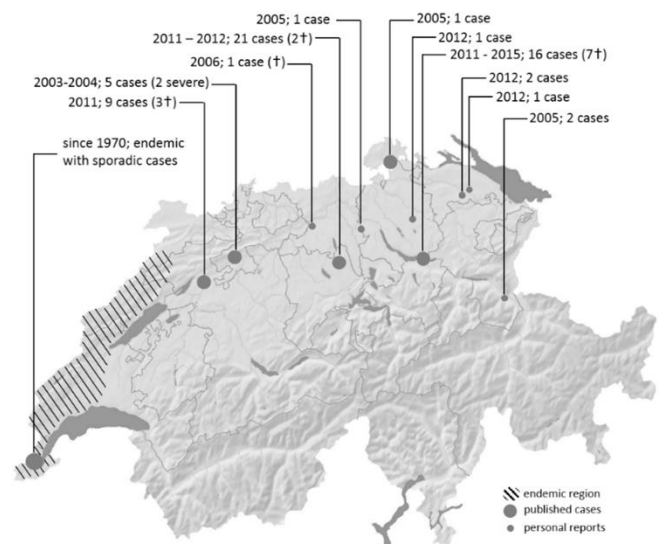 2005; 1 case
2011 – 2012; 21 cases (2†)
2006; 1 case (†)
2003-2004; 5 cases (2 severe)
2011; 9 cases (3†)
since 1970; endemic
with sporadic cases
2005; 1 case
2012; 1 case
2011 - 2015; 16 cases (7†)
2012; 2 cases
2012; 1 case
2005; 2 cases
endemic region
published cases
personal reports